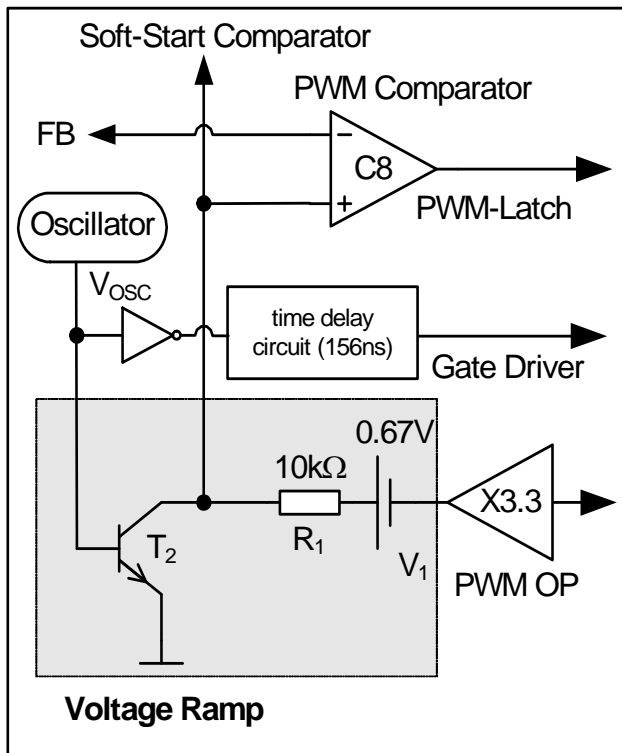 Soft-Start Comparator
PWM Comparator
FB
C8
PWM-Latch
Oscillator
VOSC
time delay
circuit (156ns)
Gate Driver
0.67V
10kΩ
X3.3
R1
T2
V1
PWM OP
Voltage Ramp